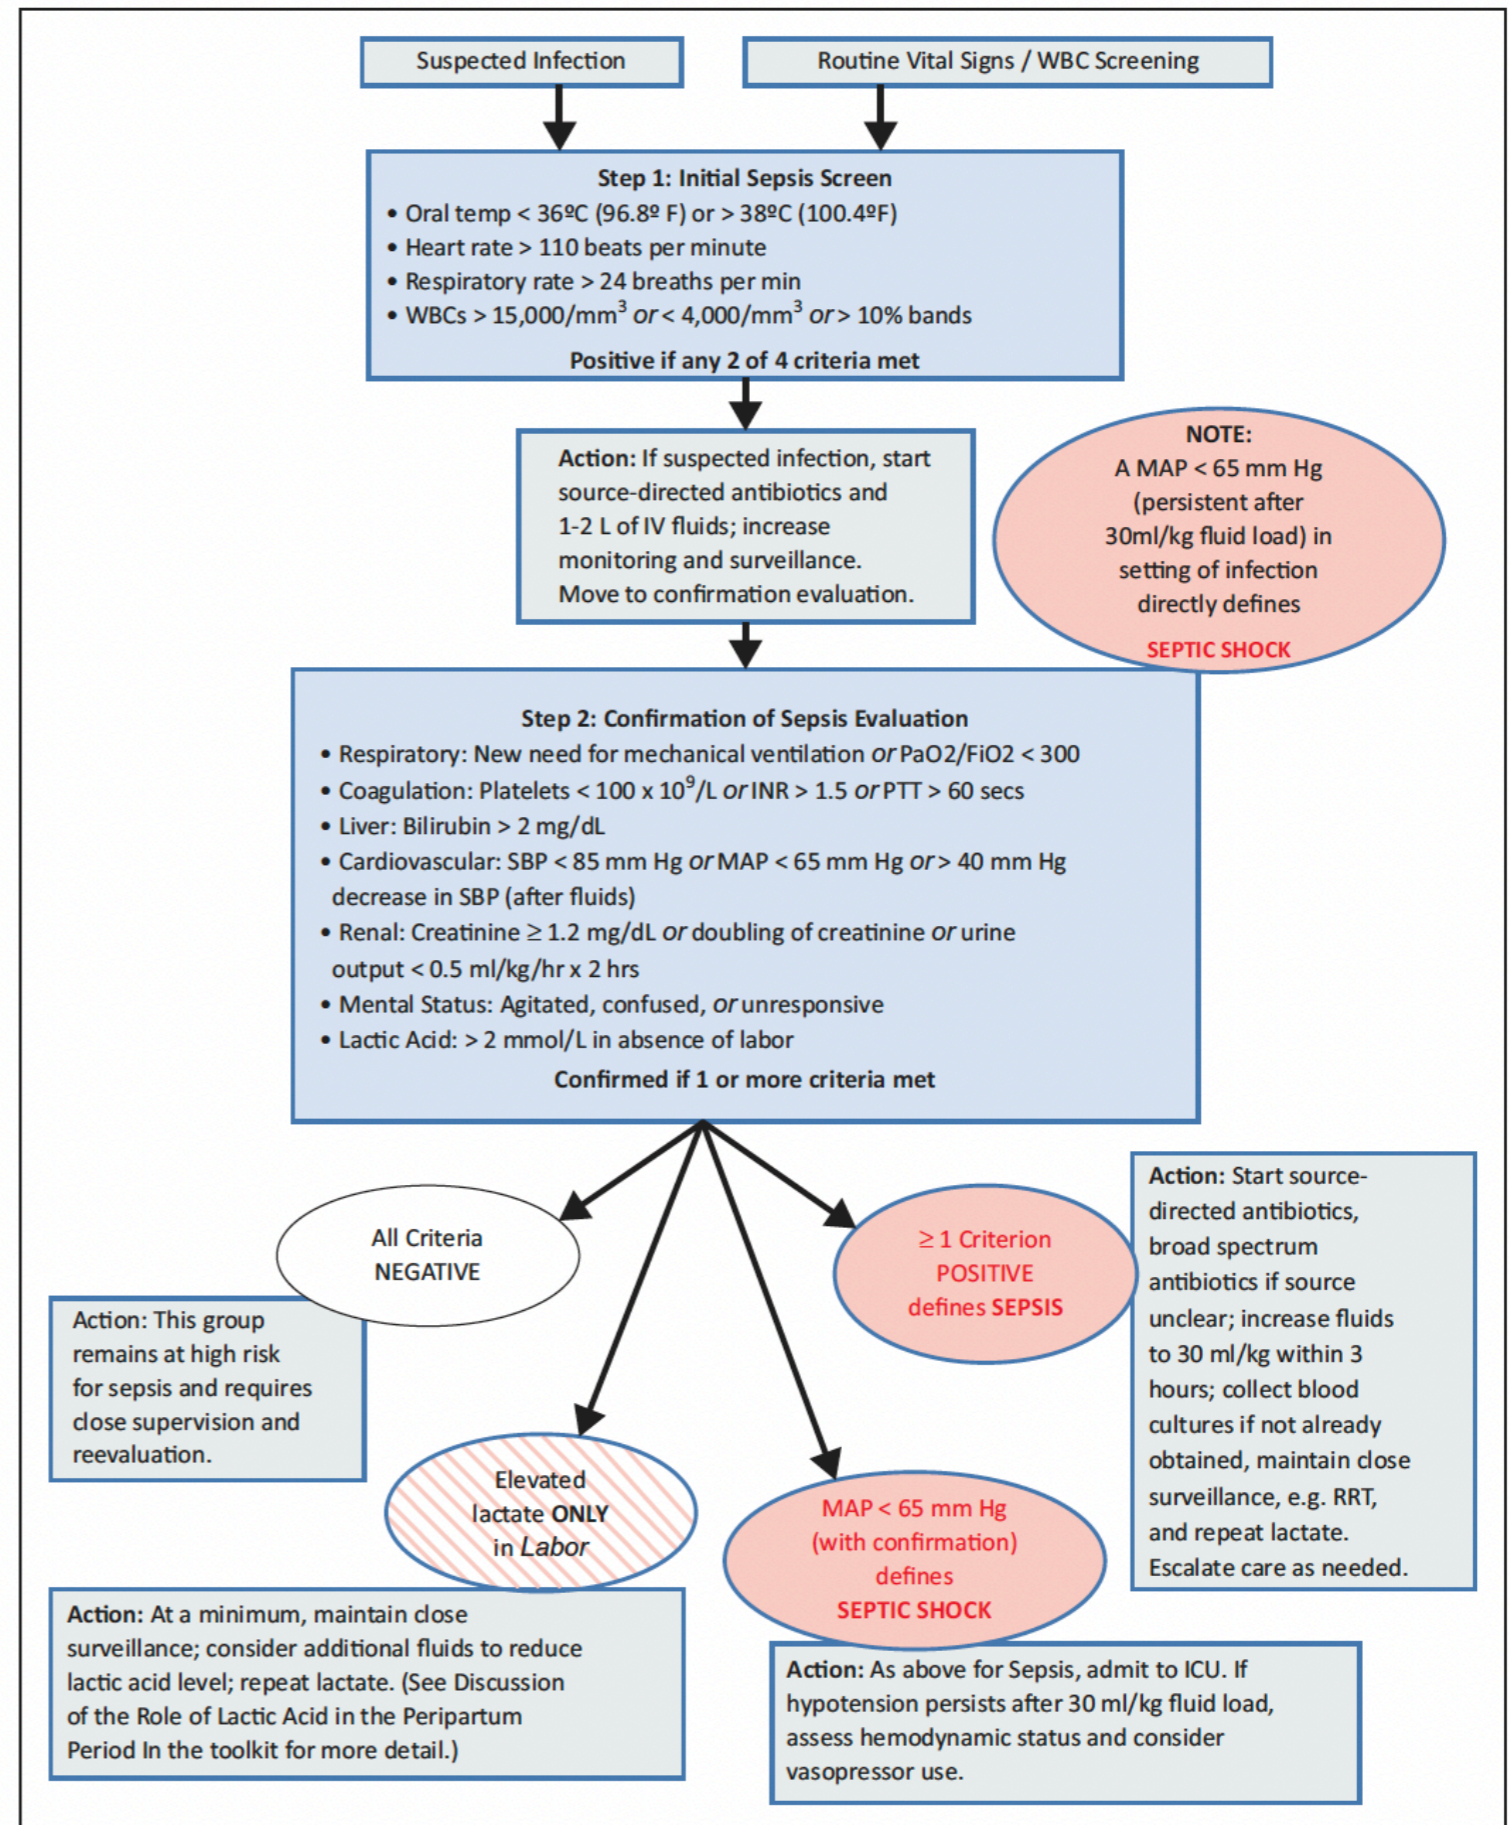 Suspected Infection
Routine Vital Signs / WBC Screening
Step 1: Initial Sepsis Screen
• Oral temp < 36ºC (96.8º F) or > 38ºC (100.4ºF)
• Heart rate > 110 beats per minute
• Respiratory rate > 24 breaths per min
• WBCs > 15,000/mm³ or < 4,000/mm³ or > 10% bands
Positive if any 2 of 4 criteria met
Action: If suspected infection, start
source-directed antibiotics and
1-2 L of IV fluids; increase
monitoring and surveillance.
Move to confirmation evaluation.
NOTE:
A MAP < 65 mm Hg
(persistent after
30ml/kg fluid load) in
setting of infection
directly defines
SEPTIC SHOCK
Step 2: Confirmation of Sepsis Evaluation
• Respiratory: New need for mechanical ventilation or PaO2/FiO2 < 300
• Coagulation: Platelets < 100 x 10⁹/L or INR > 1.5 or PTT > 60 secs
• Liver: Bilirubin > 2 mg/dL
• Cardiovascular: SBP < 85 mm Hg or MAP < 65 mm Hg or > 40 mm Hg
decrease in SBP (after fluids)
• Renal: Creatinine ≥ 1.2 mg/dL or doubling of creatinine or urine
output < 0.5 ml/kg/hr x 2 hrs
• Mental Status: Agitated, confused, or unresponsive
• Lactic Acid: > 2 mmol/L in absence of labor
Confirmed if 1 or more criteria met
All Criteria
NEGATIVE
Action: This group
remains at high risk
for sepsis and requires
close supervision and
reevaluation.
Elevated
lactate ONLY
in Labor
Action: At a minimum, maintain close
surveillance; consider additional fluids to reduce
lactic acid level; repeat lactate. (See Discussion
of the Role of Lactic Acid in the Peripartum
Period In the toolkit for more detail.)
≥ 1 Criterion
POSITIVE
defines SEPSIS
Action: Start source-
directed antibiotics,
broad spectrum
antibiotics if source
unclear; increase fluids
to 30 ml/kg within 3
hours; collect blood
cultures if not already
obtained, maintain close
surveillance, e.g. RRT,
and repeat lactate.
Escalate care as needed.
MAP < 65 mm Hg
(with confirmation)
defines
SEPTIC SHOCK
Action: As above for Sepsis, admit to ICU. If
hypotension persists after 30 ml/kg fluid load,
assess hemodynamic status and consider
vasopressor use.